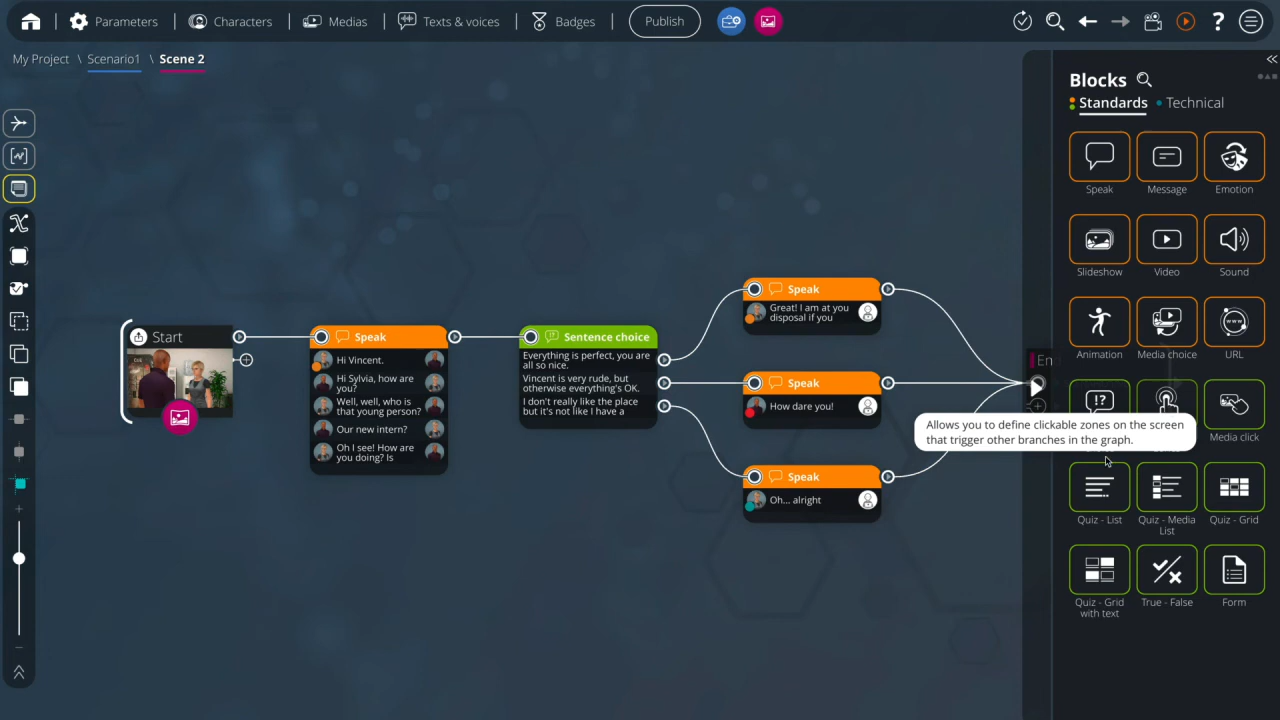 Parameters
Characters
Medias
Texts & voices
Badges
Publish
My Project \ Scenario1 \ Scene 2
Blocks
Standards
Technical
Speak
Message
Emotion
Slideshow
Video
Sound
www
Animation
Media choice
URL
!?
Media click
Quiz - List
Quiz - Media
List
Quiz - Grid
Quiz - Grid
with text
True - False
Form
Allows you to define clickable zones on the screen
that trigger other branches in the graph.
Start
Speak
Hi Vincent.
Hi Sylvia, how are
you?
Well, well, who is
that young person?
Our new intern?
Oh I see! How are
you doing? Is
Sentence choice
Everything is perfect, you are
all so nice.
Vincent is very rude, but
otherwise everything's OK.
I don't really like the place
but it's not like I have a
Speak
Great! I am at you
disposal if you
Speak
How dare you!
Speak
Oh... alright
En